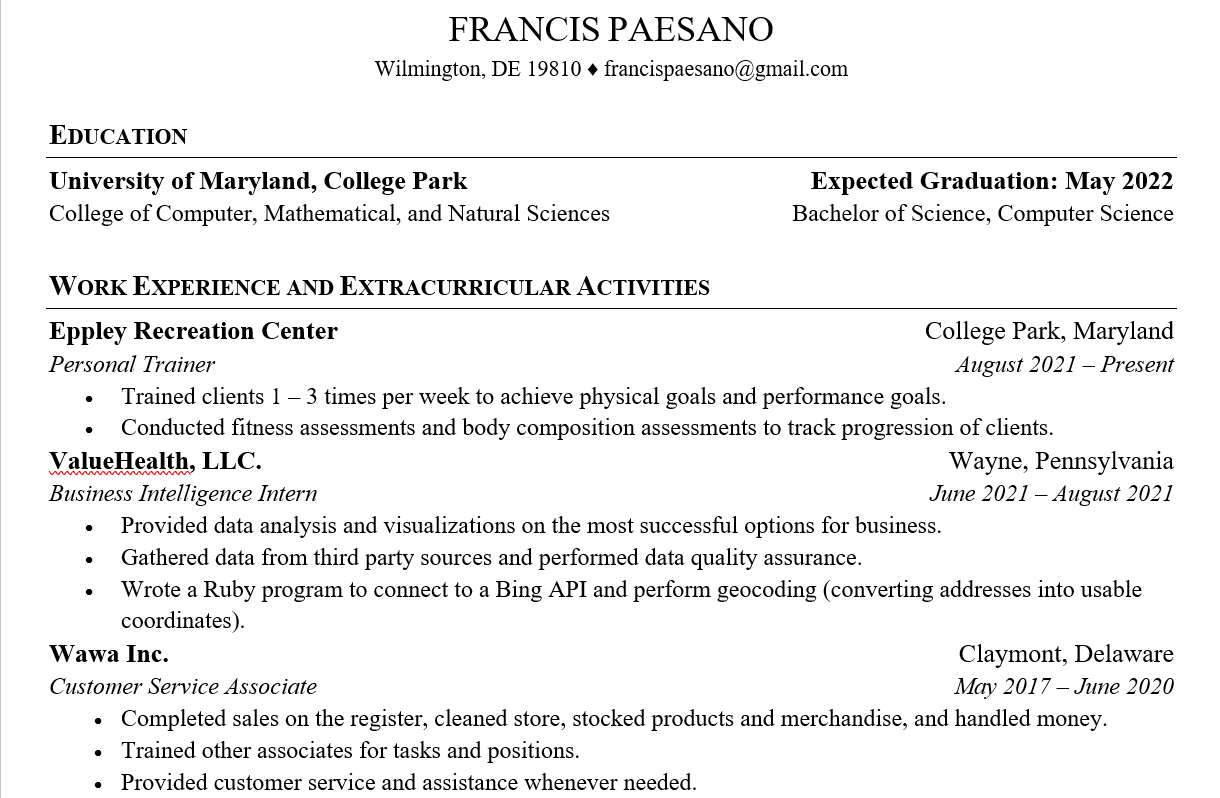 FRANCIS PAESANO
Wilmington, DE 19810 ♦ francispaesano@gmail.com
EDUCATION
University of Maryland, College Park Expected Graduation: May 2022
College of Computer, Mathematical, and Natural Sciences Bachelor of Science, Computer Science
WORK EXPERIENCE AND EXTRACURRICULAR ACTIVITIES
Eppley Recreation Center College Park, Maryland
Personal Trainer August 2021 – Present
• Trained clients 1 – 3 times per week to achieve physical goals and performance goals.
• Conducted fitness assessments and body composition assessments to track progression of clients.
ValueHealth, LLC. Wayne, Pennsylvania
Business Intelligence Intern June 2021 – August 2021
• Provided data analysis and visualizations on the most successful options for business.
• Gathered data from third party sources and performed data quality assurance.
• Wrote a Ruby program to connect to a Bing API and perform geocoding (converting addresses into usable
coordinates).
Wawa Inc. Claymont, Delaware
Customer Service Associate May 2017 – June 2020
• Completed sales on the register, cleaned store, stocked products and merchandise, and handled money.
• Trained other associates for tasks and positions.
• Provided customer service and assistance whenever needed.